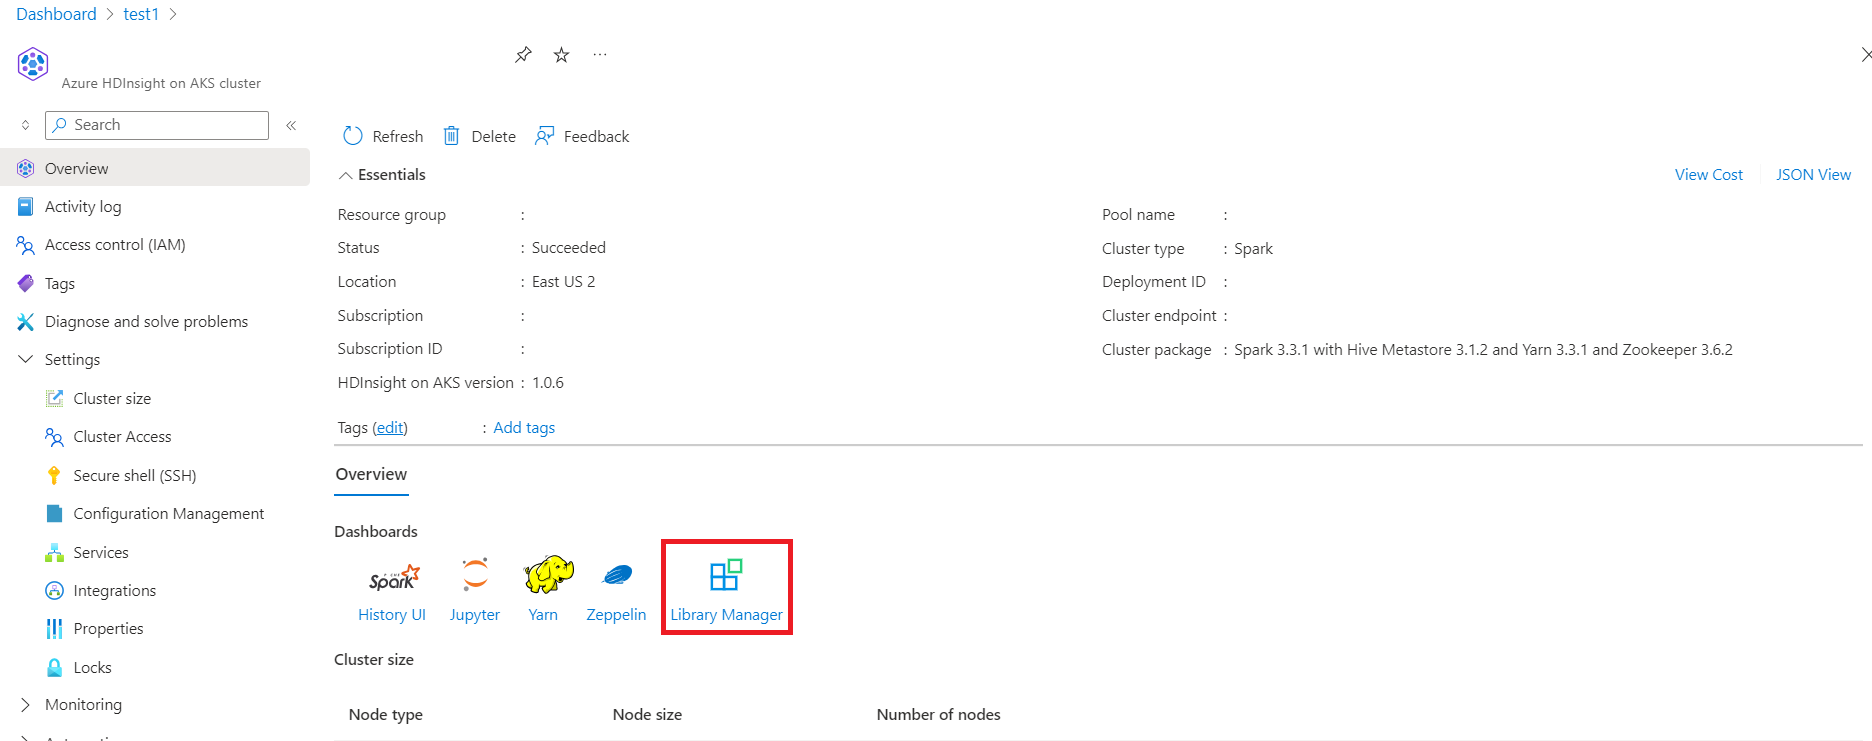 Dashboard > test1 >
Azure HDInsight on AKS cluster
Search
«
Overview
Activity log
Access control (IAM)
Tags
Diagnose and solve problems
Settings
Cluster size
Cluster Access
Secure shell (SSH)
Configuration Management
Services
Integrations
Properties
Locks
Monitoring
Refresh Delete Feedback
Essentials
View Cost JSON View
Resource group :
Status : Succeeded
Location : East US 2
Subscription :
Subscription ID :
HDInsight on AKS version : 1.0.6
Pool name :
Cluster type : Spark
Deployment ID :
Cluster endpoint :
Cluster package : Spark 3.3.1 with Hive Metastore 3.1.2 and Yarn 3.3.1 and Zookeeper 3.6.2
Tags (edit) : Add tags
Overview
Dashboards
Spark
History UI Jupyter Yarn Zeppelin Library Manager
Cluster size
Node type Node size Number of nodes